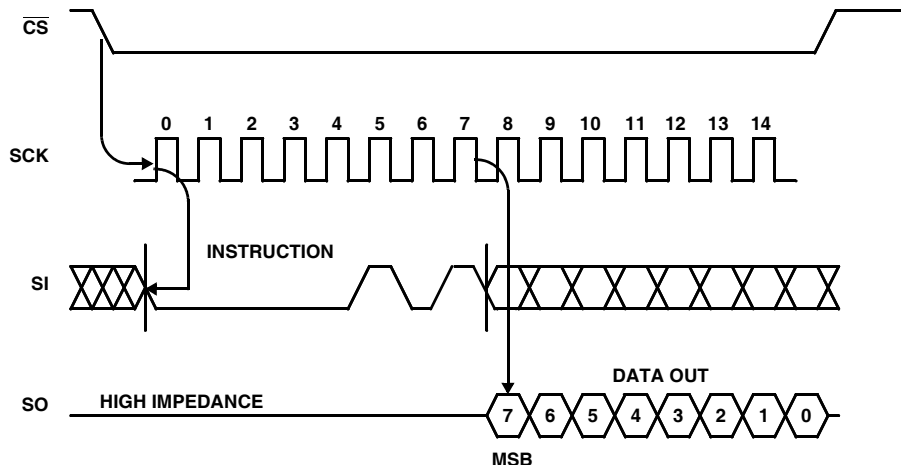 C̅S̅
0 1 2 3 4 5 6 7 8 9 10 11 12 13 14
SCK
INSTRUCTION
SI
DATA OUT
SO
HIGH IMPEDANCE
7 6 5 4 3 2 1 0
MSB